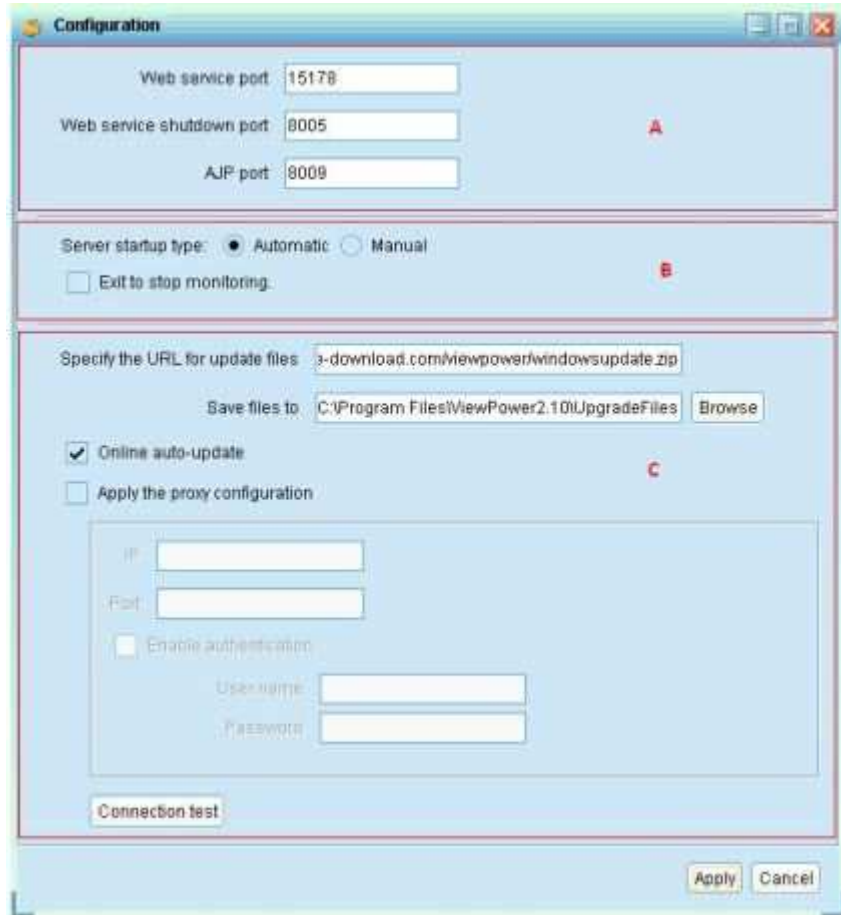 Configuration
Web service port 15178
Web service shutdown port 8005
AJP port 8009
A
Server startup type: Automatic Manual
Exit to stop monitoring.
B
Specify the URL for update files e-download.com/viewpower/windowsupdate.zip
Save files to C:\Program Files\ViewPower2.10\UpgradeFiles Browse
Online auto-update
C
Apply the proxy configuration
IP
Port
Enable authentication
User name
Password
Connection test
Apply Cancel